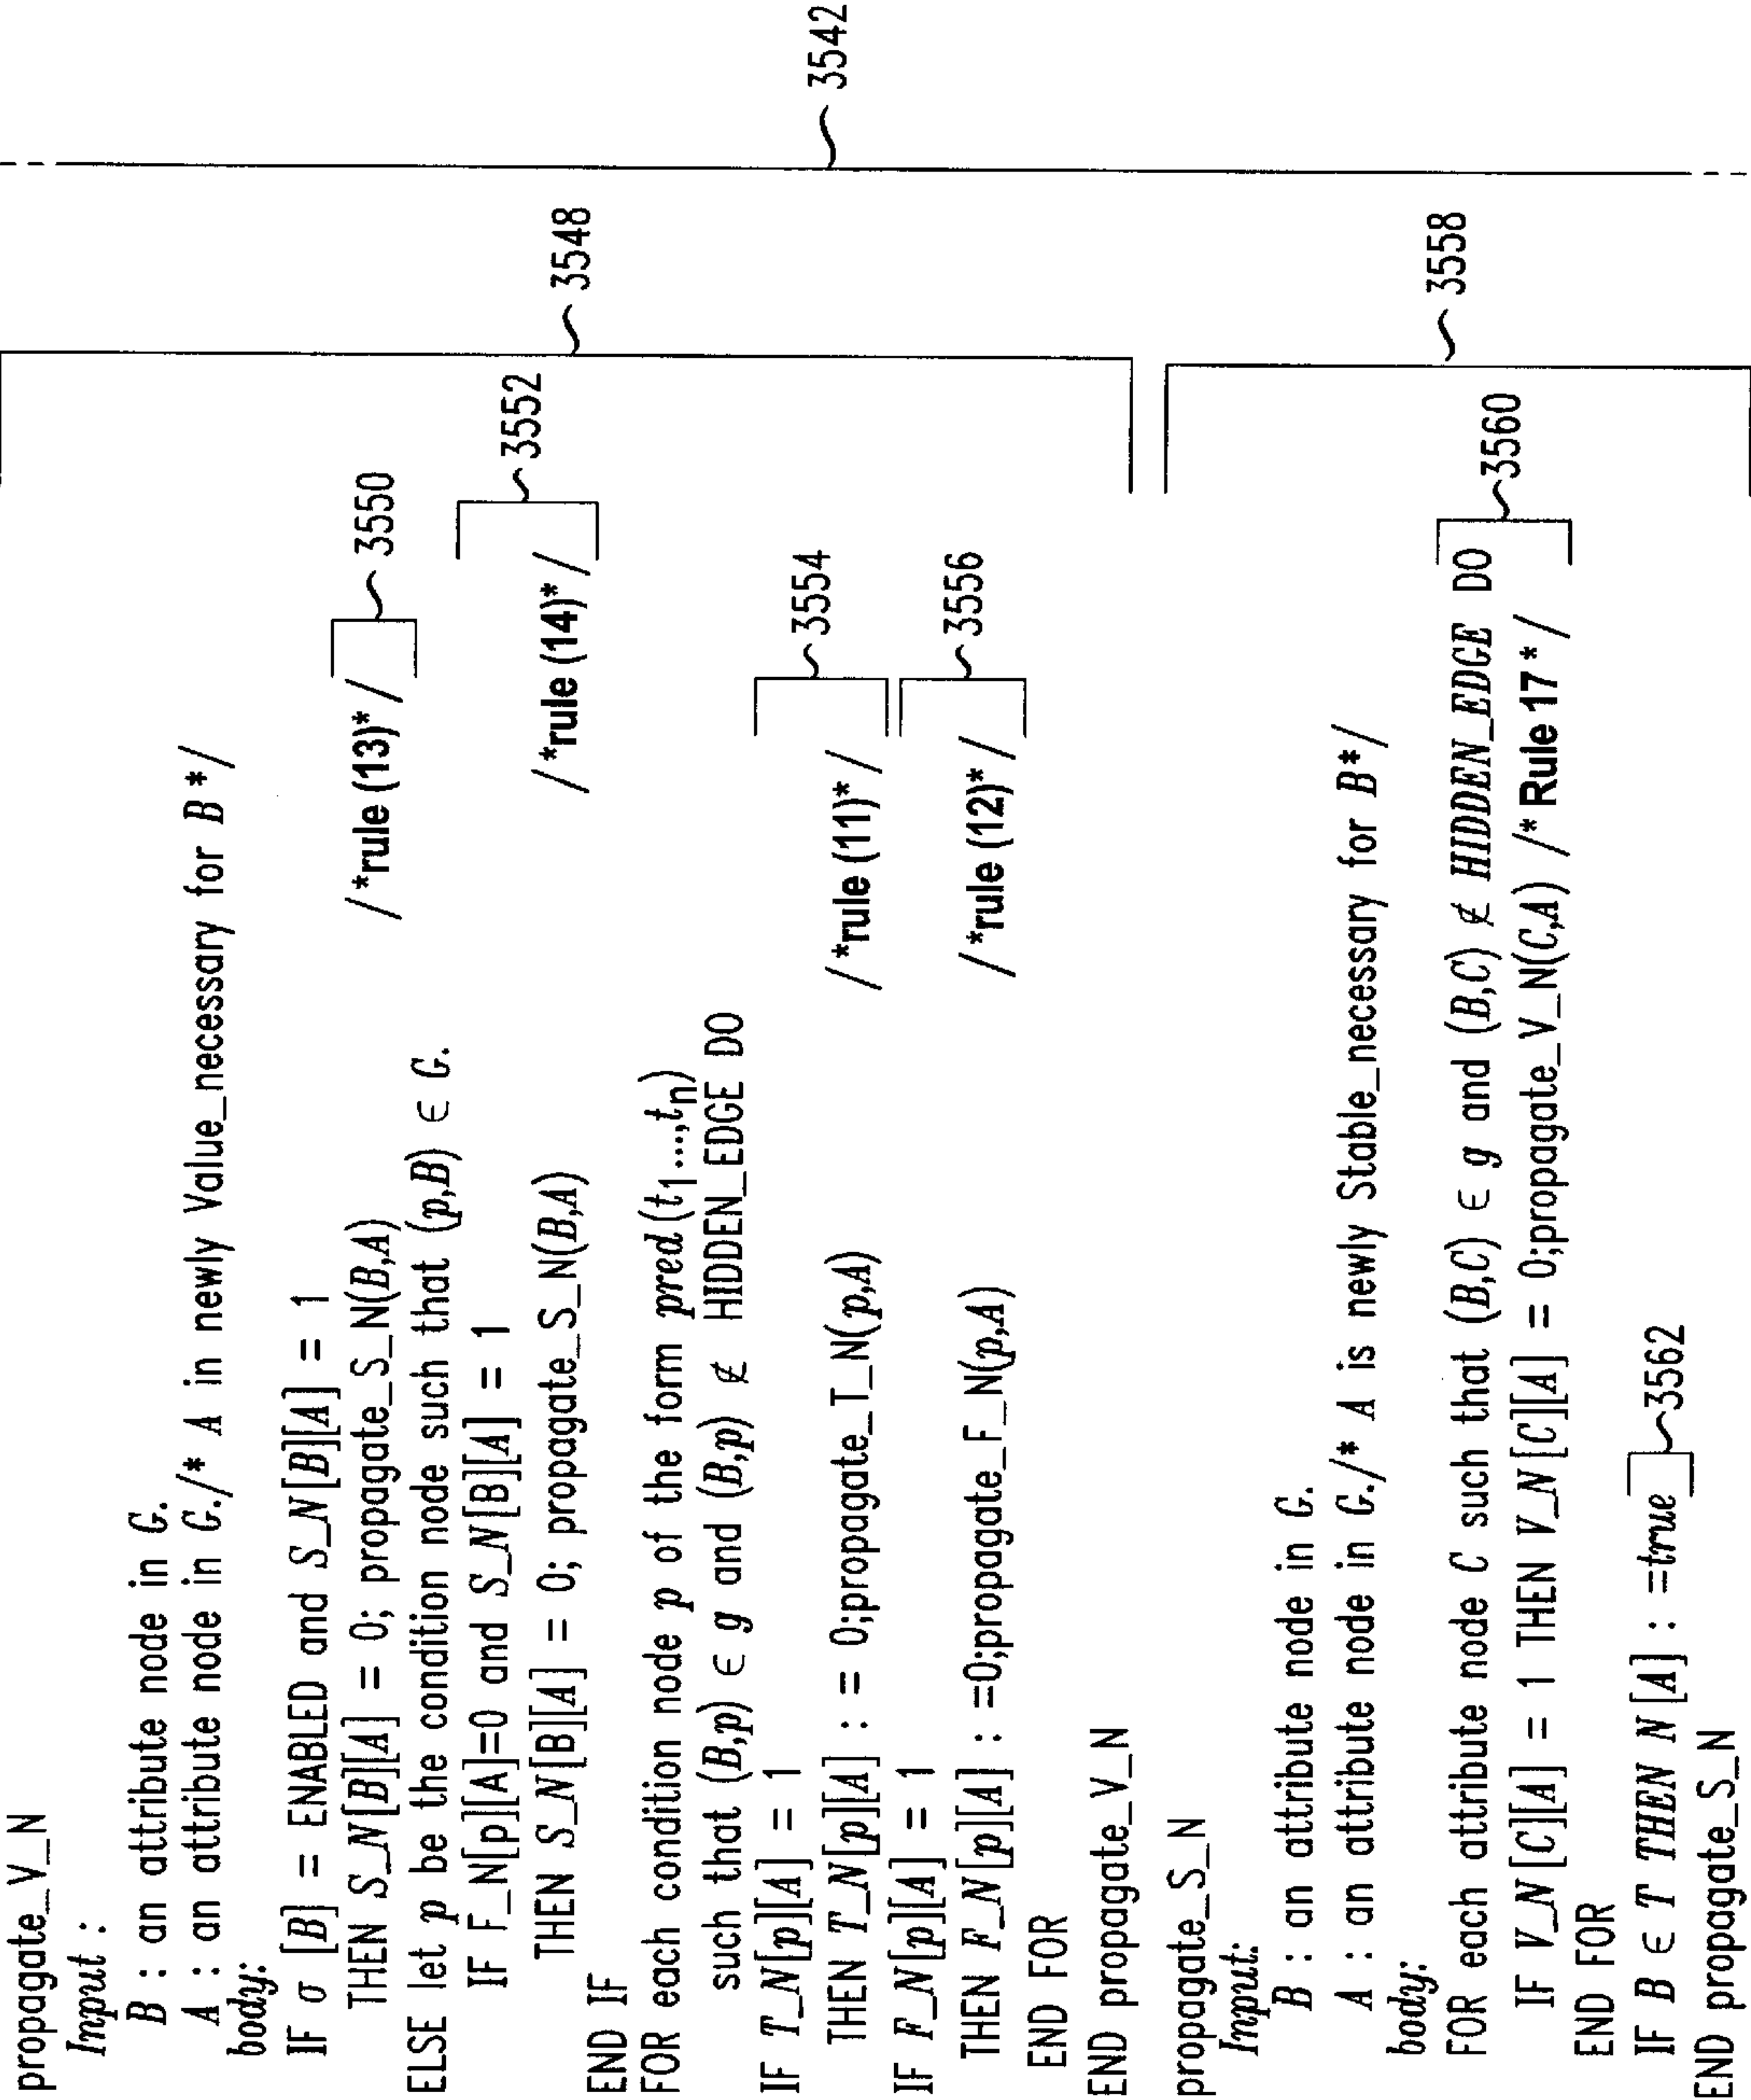 propagate_V_N
Input :
B : an attribute node in G.
A : an attribute node in G./* A in newly Value_necessary for B*/
body:
IF σ [B] = ENABLED and S_N[B][A] = 1
THEN S_N[B][A] = 0; propagate_S_N(B,A) /*rule (13)*/ 3550
ELSE let p be the condition node such that (p,B) ∈ G.
IF F_N[p][A]=0 and S_N[B][A] = 1
THEN S_N[B][A] = 0; propagate_S_N(B,A) /*rule (14)*/ 3552
END IF
3548
FOR each condition node p of the form pred(t1...,tn)
such that (B,p) ∈ g and (B,p) ∉ HIDDEN_EDGE DO
IF T_N[p][A] = 1
THEN T_N[p][A] : = 0;propagate_T_N(p,A) /*rule (11)*/ 3554
3542
IF F_N[p][A] = 1
THEN F_N[p][A] : =0;propagate_F_N(p,A) /*rule (12)*/ 3556
END FOR
END propagate_V_N
propagate_S_N
Input:
B : an attribute node in G.
A : an attribute node in G./* A is newly Stable_necessary for B*/
body:
FOR each attribute node C such that (B,C) ∈ g and (B,C) ∉ HIDDEN_EDGE DO
IF V_N[C][A] = 1 THEN V_N[C][A] = 0;propagate_V_N(C,A) /* Rule 17*/ 3560
3558
END FOR
IF B ∈ T THEN N[A] : =true 3562
END propagate_S_N